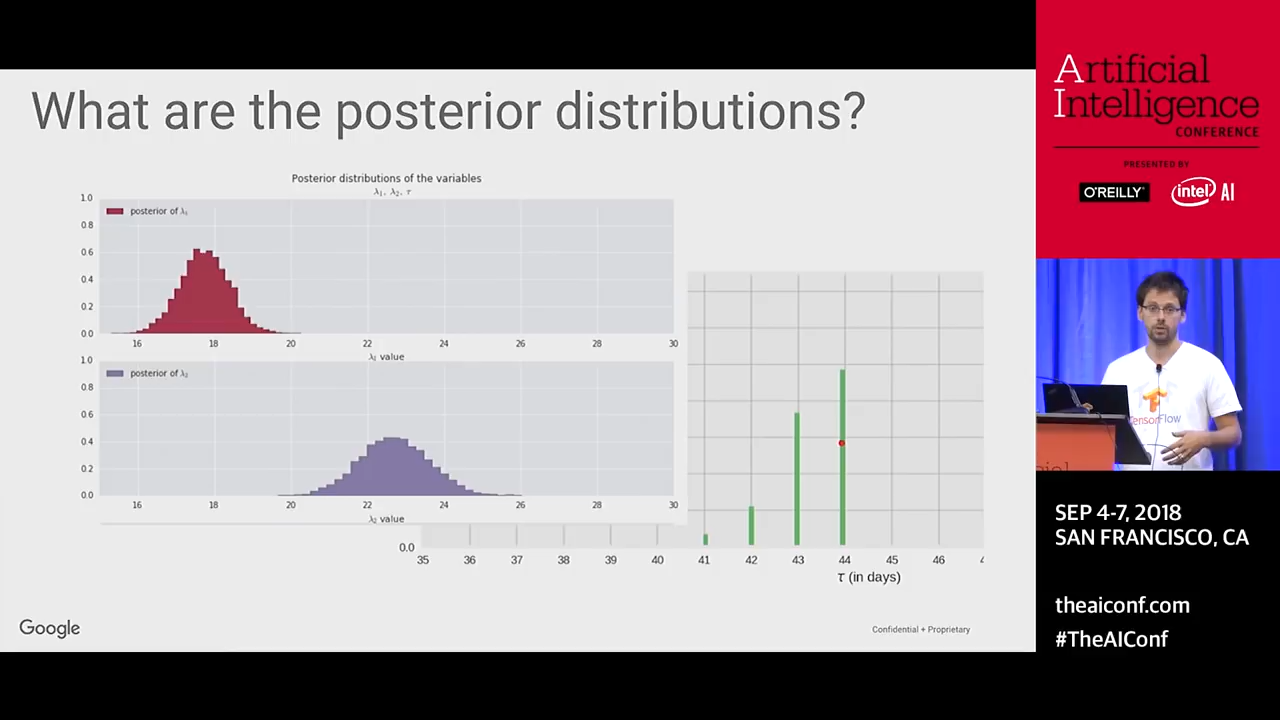 What are the posterior distributions?
Posterior distributions of the variables
λ₁, λ₂, τ
1.0
0.8
0.6
0.4
0.2
0.0
posterior of λ₁
16 18 20 22 24 26 28 30
λ₁ value
1.0
0.8
0.6
0.4
0.2
0.0
posterior of λ₂
16 18 20 22 24 26 28 30
λ₂ value
0.0
35 36 37 38 39 40 41 42 43 44 45 46
τ (in days)
Google
Confidential + Proprietary
Artificial
Intelligence
CONFERENCE
PRESENTED BY
O'REILLY
intel AI
TensorFlow
SEP 4-7, 2018
SAN FRANCISCO, CA
theaiconf.com
#TheAIConf